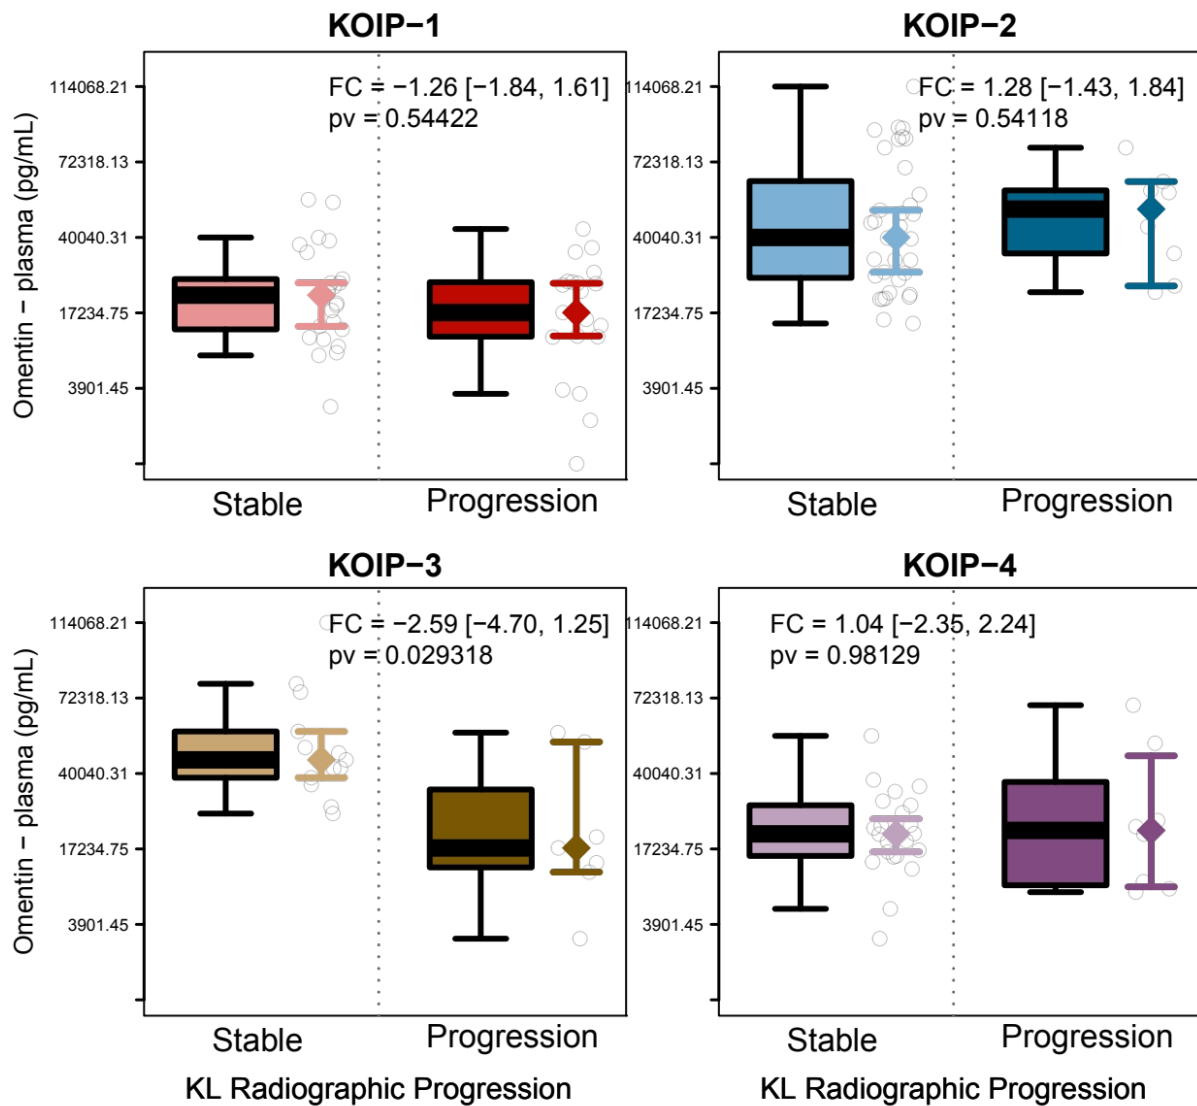 KOIP−1
FC = −1.26 [−1.84, 1.61]
pv = 0.54422
114068.21
72318.13
40040.31
17234.75
3901.45
Omentin − plasma (pg/mL)
Stable
Progression
KOIP−2
FC = 1.28 [−1.43, 1.84]
pv = 0.54118
114068.21
72318.13
40040.31
17234.75
3901.45
Stable
Progression
KOIP−3
FC = −2.59 [−4.70, 1.25]
pv = 0.029318
114068.21
72318.13
40040.31
17234.75
3901.45
Omentin − plasma (pg/mL)
Stable
Progression
KL Radiographic Progression
KOIP−4
FC = 1.04 [−2.35, 2.24]
pv = 0.98129
114068.21
72318.13
40040.31
17234.75
3901.45
Stable
Progression
KL Radiographic Progression